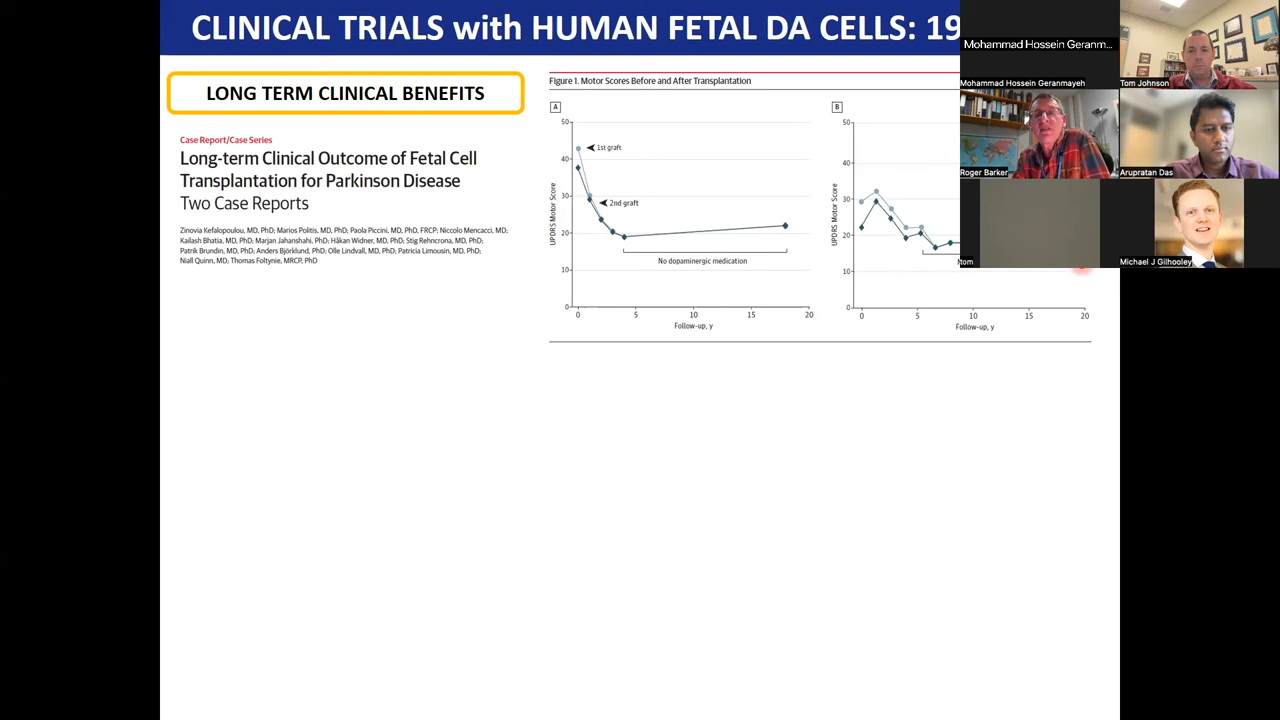 CLINICAL TRIALS with HUMAN FETAL DA CELLS: 19
LONG TERM CLINICAL BENEFITS
Case Report/Case Series
Long-term Clinical Outcome of Fetal Cell
Transplantation for Parkinson Disease
Two Case Reports
Zinovia Kefalopoulou, MD, PhD; Marios Politis, MD, PhD; Paola Piccini, MD, PhD, FRCP; Niccolo Mencacci, MD;
Kailash Bhatia, MD, PhD; Marjan Jahanshahi, PhD; Håkan Widner, MD, PhD; Stig Rehncrona, MD, PhD;
Patrik Brundin, MD, PhD; Anders Björklund, PhD; Olle Lindvall, MD, PhD; Patricia Limousin, MD, PhD;
Niall Quinn, MD; Thomas Foltynie, MRCP, PhD
Figure 1. Motor Scores Before and After Transplantation
A
50
40
30
20
10
0
UPDRS Motor Score
1st graft
2nd graft
No dopaminergic medication
0 5 10 15 20
Follow-up, y
B
50
40
30
20
10
0
UPDRS Motor Score
0 5 10 15 20
Follow-up, y
Mohammad Hossein Geranm...
Mohammad Hossein Geranmayeh
Tom Johnson
Roger Barker
Arupratan Das
tom
Michael J Gilhooley